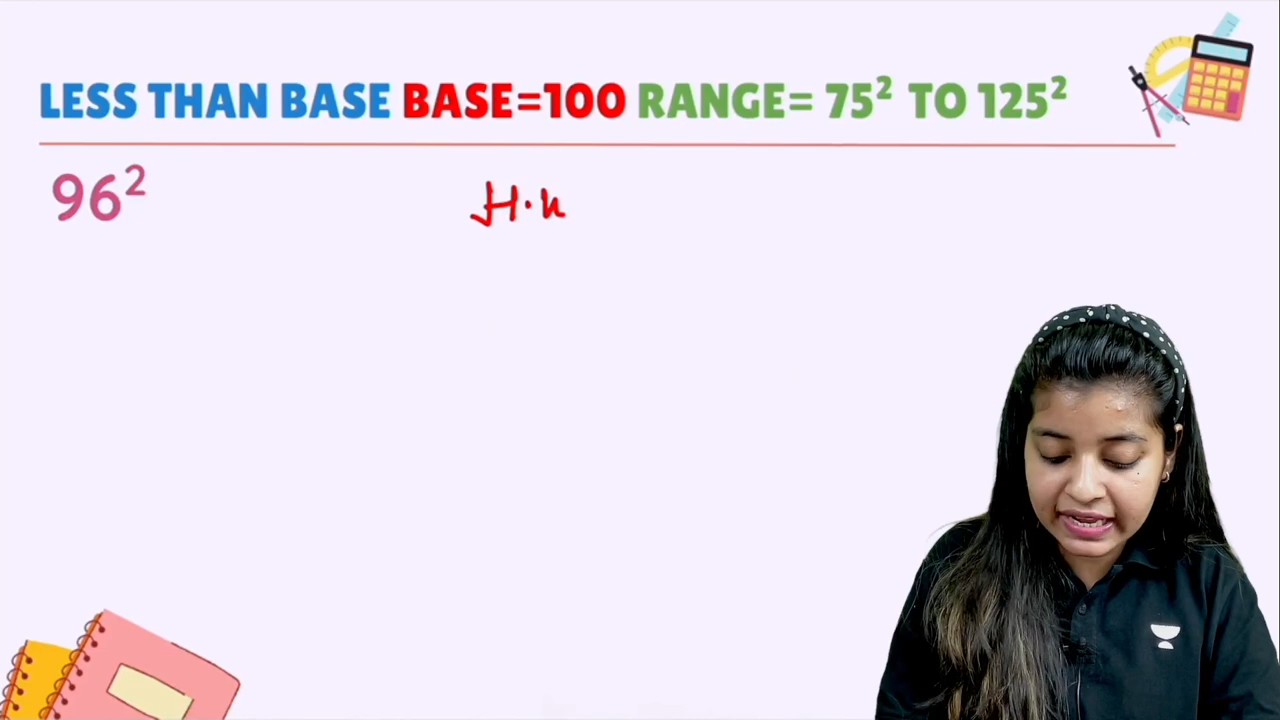 LESS THAN BASE BASE=100 RANGE= 75² TO 125²
96²
H.w